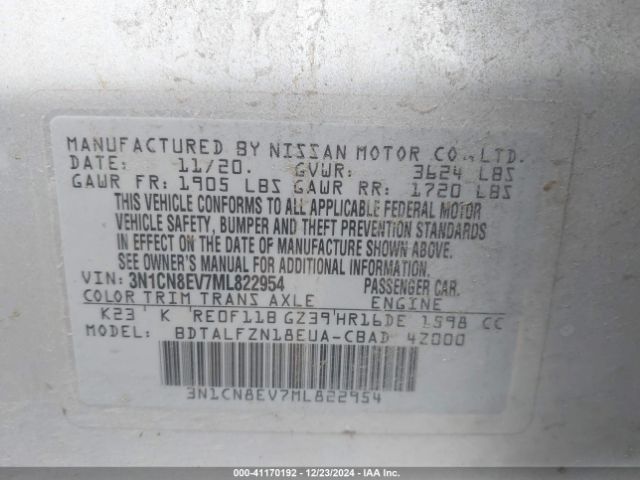 MANUFACTURED BY NISSAN MOTOR CO.,LTD.
DATE: 11/20. GVWR: 3624 LBS
GAWR FR: 1905 LBS GAWR RR: 1720 LBS
THIS VEHICLE CONFORMS TO ALL APPLICABLE FEDERAL MOTOR
VEHICLE SAFETY, BUMPER AND THEFT PREVENTION STANDARDS
IN EFFECT ON THE DATE OF MANUFACTURE SHOWN ABOVE.
SEE OWNER'S MANUAL FOR ADDITIONAL INFORMATION.
VIN: 3N1CN8EV7ML822954 PASSENGER CAR.
COLOR TRIM TRANS AXLE ENGINE
K23 K RE0F11B GZ39 HR16DE 1598 CC
MODEL: BDTALFZN18EUA-CBAD 4Z000
3N1CN8EV7ML822954
000-41170192 - 12/23/2024 - IAA Inc.